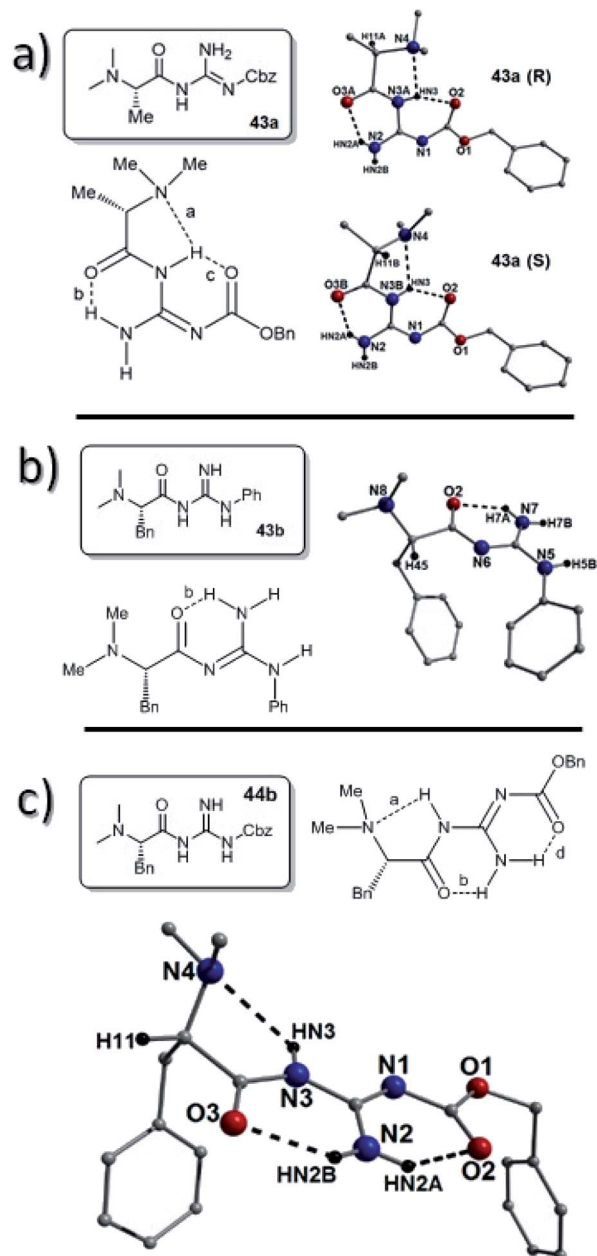 a)
O
NH2
N
N
H
N
Cbz
Me
43a
Me
Me
N
Me
a
H
O
N
c
O
b
H
N
N
OBn
H
H11A
N4
43a (R)
O3A
N3A
HN3
O2
HN2A
N2
N1
O1
HN2B
N4
43a (S)
H11B
O3B
N3B
HN3
O2
HN2A
N2
N1
O1
HN2B
b)
O
NH
N
N
H
N
H
Ph
Bn
43b
b
H
H
O
N
Me
Me
N
N
N
H
Bn
Ph
N8
O2
N7
H7A
H7B
H45
N6
N5
H5B
c)
44b
O
NH
N
N
H
N
H
Cbz
Bn
OBn
Me
a
H
N
Me
N
N
O
N
H
d
Bn
O
b
H
N4
H11
HN3
N3
N1
O1
O3
N2
HN2B
HN2A
O2